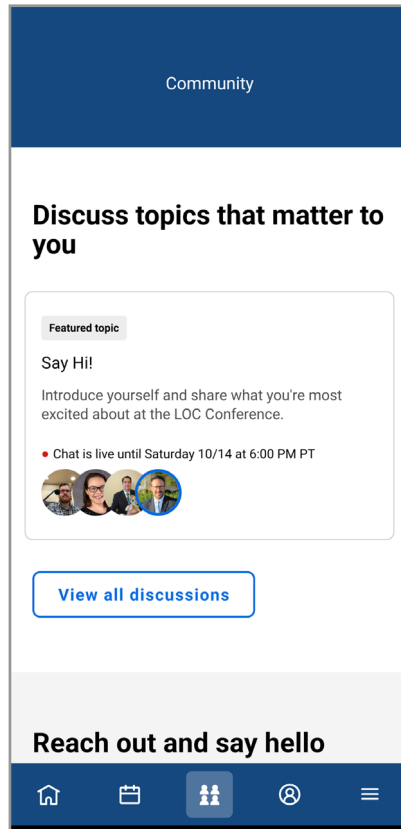 Community
Discuss topics that matter to
you
Featured topic
Say Hi!
Introduce yourself and share what you're most
excited about at the LOC Conference.
Chat is live until Saturday 10/14 at 6:00 PM PT
View all discussions
Reach out and say hello